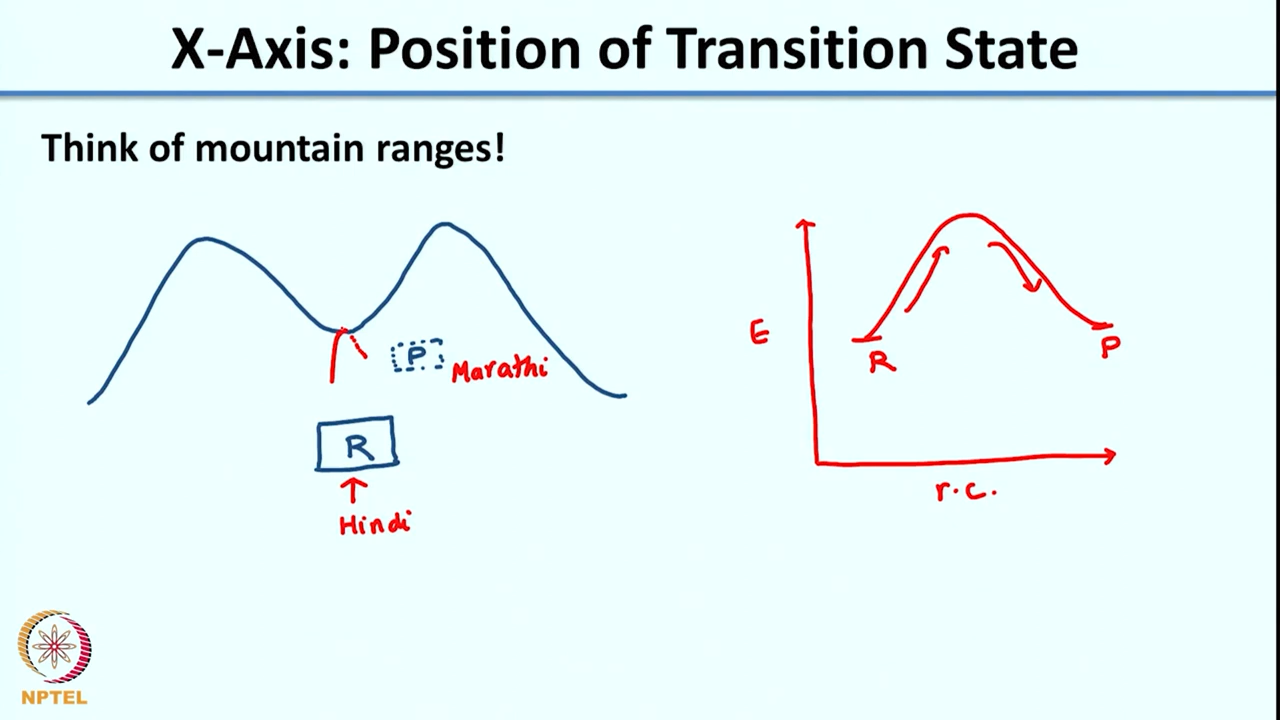 X-Axis: Position of Transition State
Think of mountain ranges!
P
Marathi
R
Hindi
E
R
P
r.c.
NPTEL